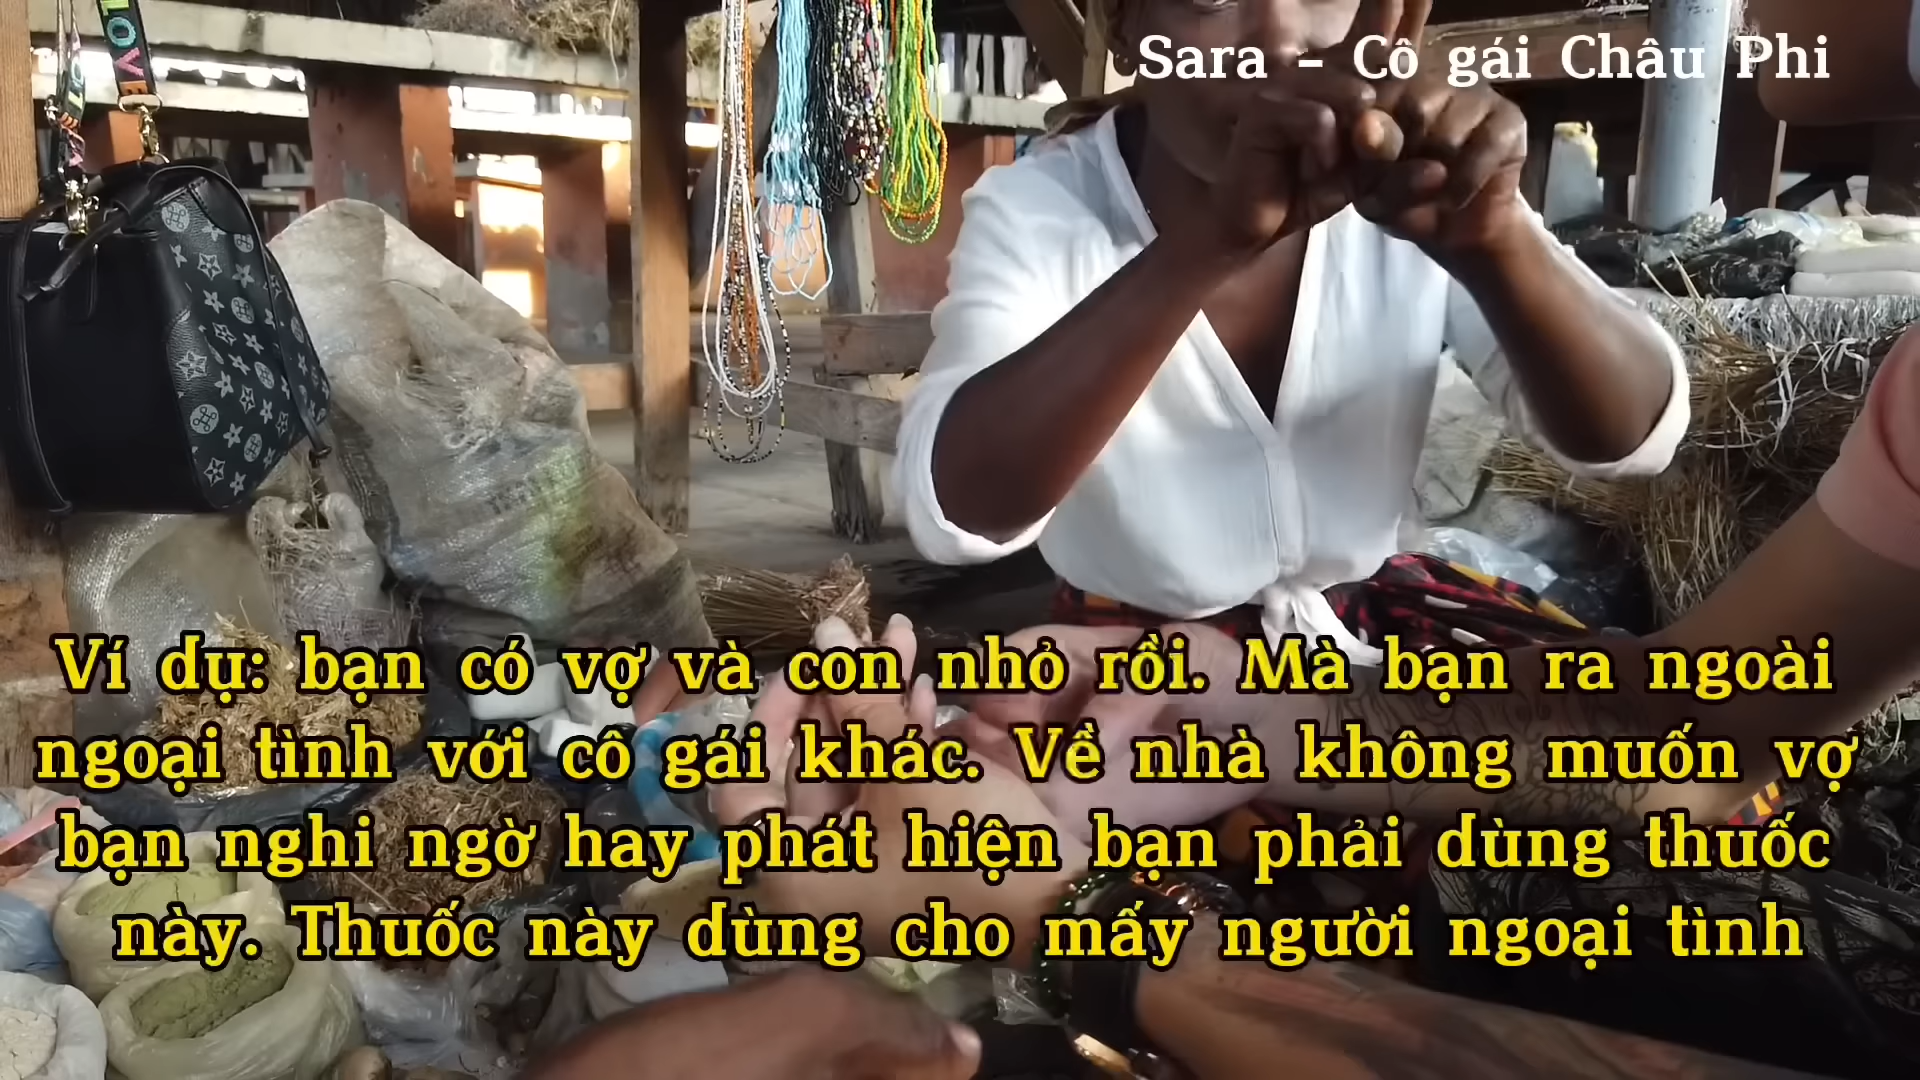 LOVE
Sara - Cô gái Châu Phi
Ví dụ: bạn có vợ và con nhỏ rồi. Mà bạn ra ngoài
ngoại tình với cô gái khác. Về nhà không muốn vợ
bạn nghi ngờ hay phát hiện bạn phải dùng thuốc
này. Thuốc này dùng cho mấy người ngoại tình